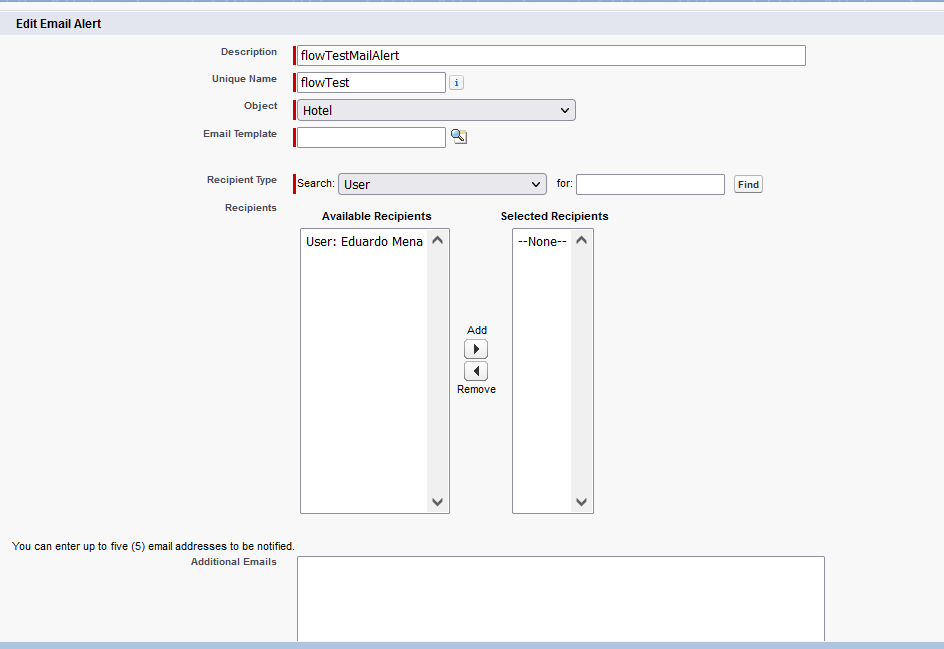 Edit Email Alert
Description flowTestMailAlert
Unique Name flowTest i
Object Hotel
Email Template
Recipient Type Search: User for: Find
Recipients
Available Recipients Selected Recipients
User: Eduardo Mena --None--
Add
Remove
You can enter up to five (5) email addresses to be notified.
Additional Emails